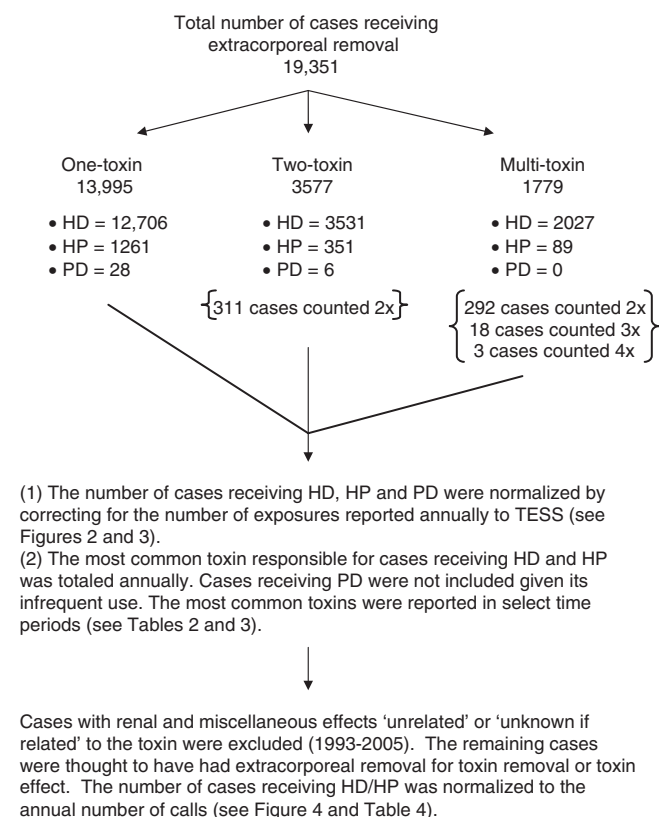 Total number of cases receiving
extracorporeal removal
19,351
One-toxin
13,995
• HD = 12,706
• HP = 1261
• PD = 28
Two-toxin
3577
• HD = 3531
• HP = 351
• PD = 6
{311 cases counted 2x}
Multi-toxin
1779
• HD = 2027
• HP = 89
• PD = 0
292 cases counted 2x
18 cases counted 3x
3 cases counted 4x
(1) The number of cases receiving HD, HP and PD were normalized by
correcting for the number of exposures reported annually to TESS (see
Figures 2 and 3).
(2) The most common toxin responsible for cases receiving HD and HP
was totaled annually. Cases receiving PD were not included given its
infrequent use. The most common toxins were reported in select time
periods (see Tables 2 and 3).
Cases with renal and miscellaneous effects ‘unrelated’ or ‘unknown if
related’ to the toxin were excluded (1993-2005). The remaining cases
were thought to have had extracorporeal removal for toxin removal or toxin
effect. The number of cases receiving HD/HP was normalized to the
annual number of calls (see Figure 4 and Table 4).